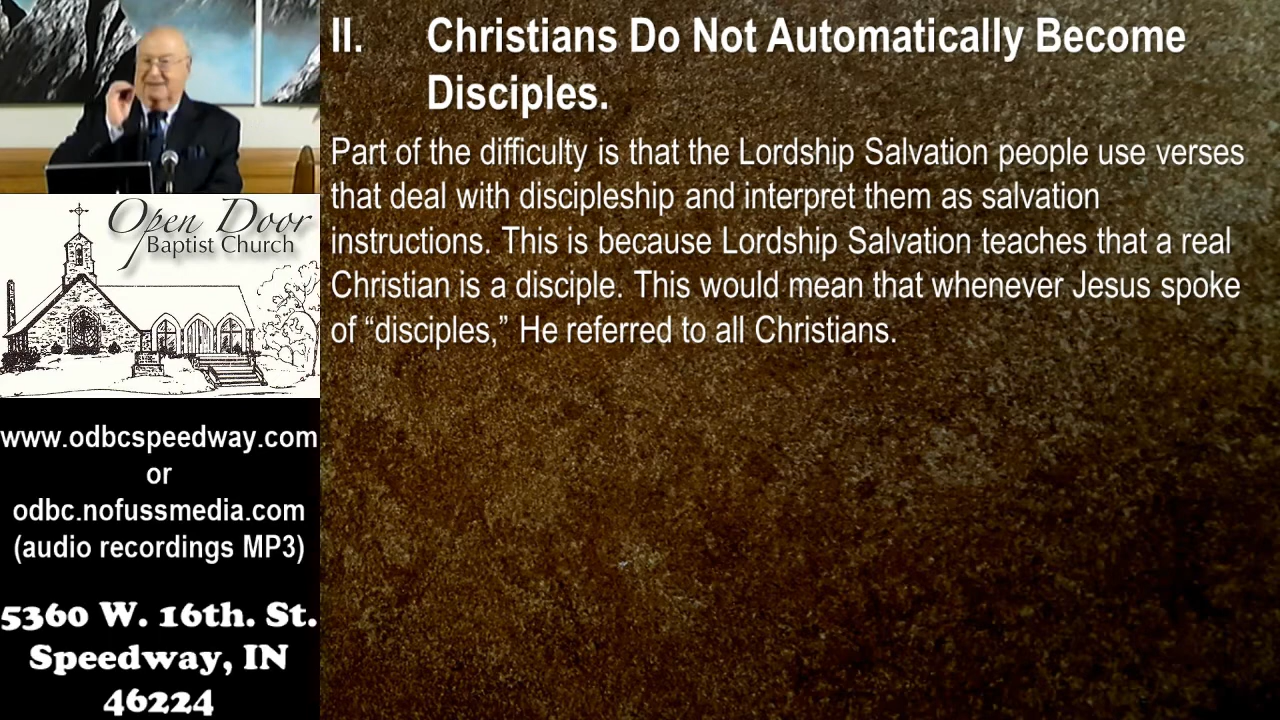 II. Christians Do Not Automatically Become
Disciples.
Part of the difficulty is that the Lordship Salvation people use verses
that deal with discipleship and interpret them as salvation
instructions. This is because Lordship Salvation teaches that a real
Christian is a disciple. This would mean that whenever Jesus spoke
of “disciples,” He referred to all Christians.
Open Door
Baptist Church
www.odbcspeedway.com
or
odbc.nofussmedia.com
(audio recordings MP3)
5360 W. 16th. St.
Speedway, IN
46224